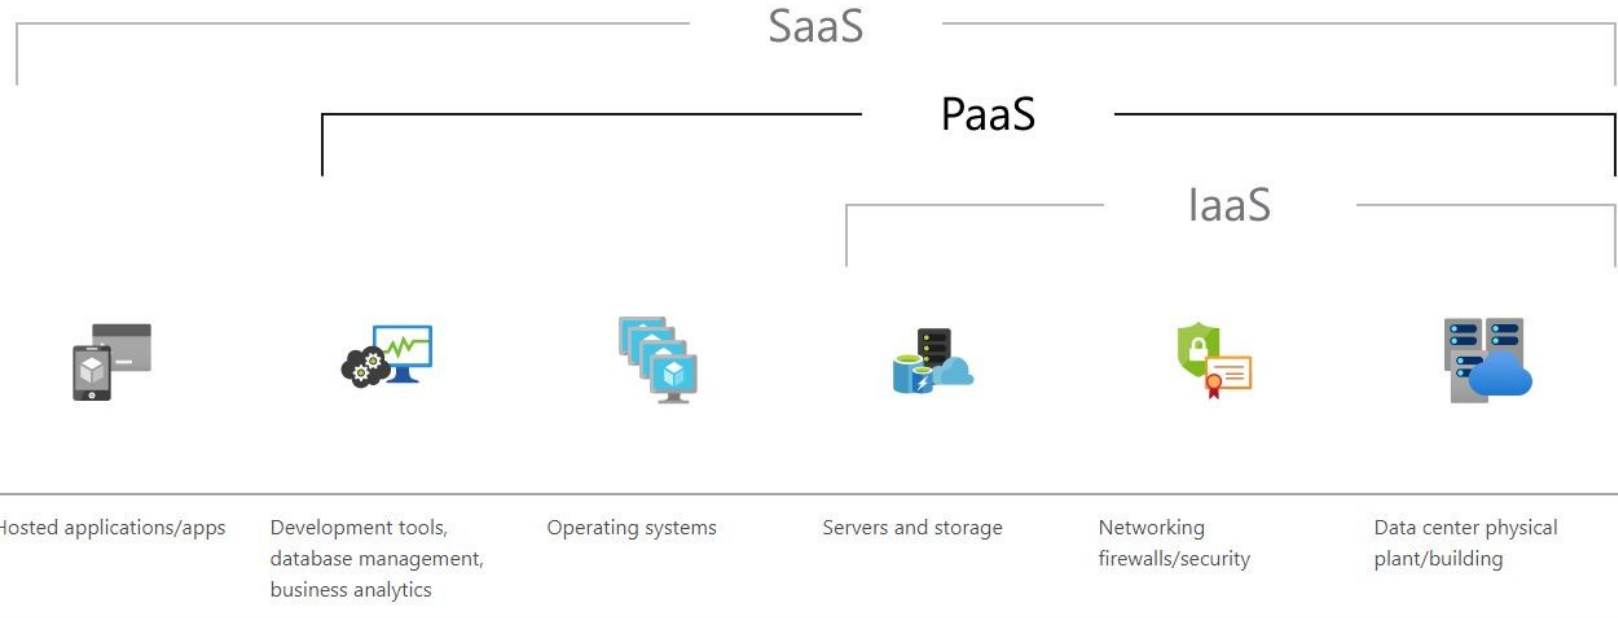 SaaS
PaaS
IaaS
Hosted applications/apps
Development tools,
database management,
business analytics
Operating systems
Servers and storage
Networking
firewalls/security
Data center physical
plant/building